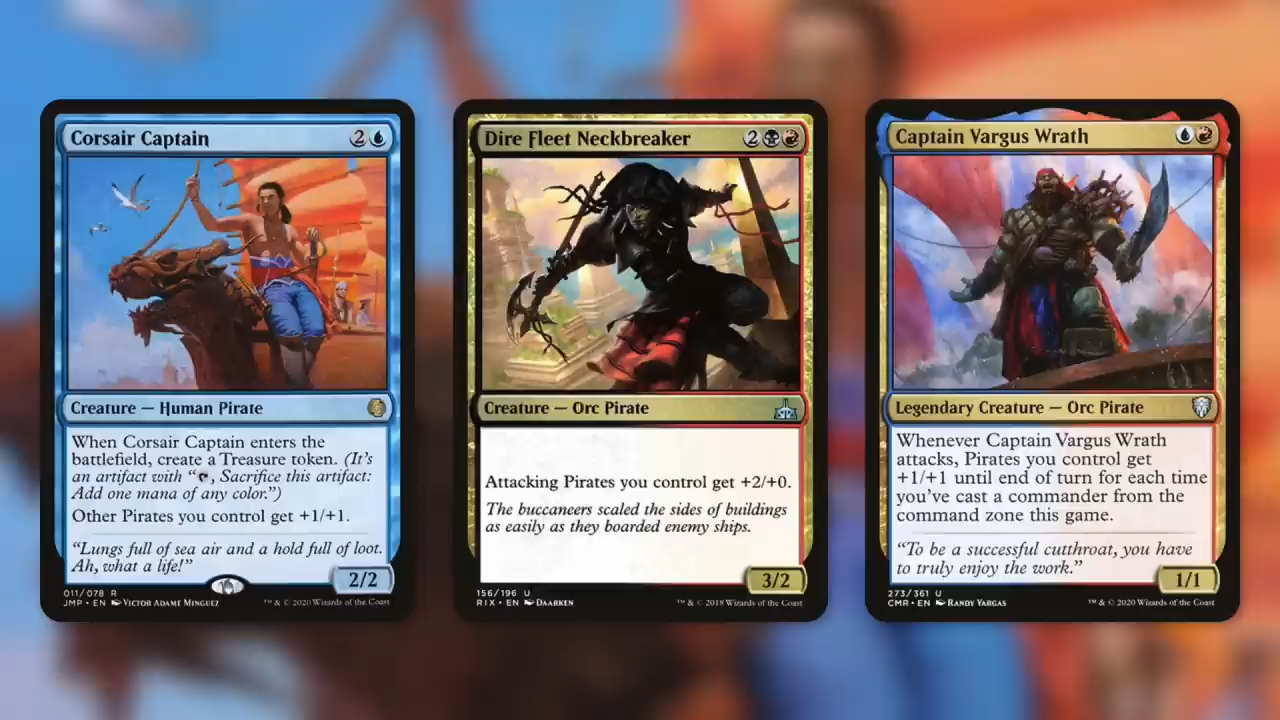 Corsair Captain 2
Creature — Human Pirate
When Corsair Captain enters the
battlefield, create a Treasure token. (It's
an artifact with “, Sacrifice this artifact:
Add one mana of any color.”)
Other Pirates you control get +1/+1.
“Lungs full of sea air and a hold full of loot.
Ah, what a life!”
2/2
011/078 R
JMP • EN Victor Adame Minguez
™ & © 2020 Wizards of the Coast
Dire Fleet Neckbreaker 2
Creature — Orc Pirate
Attacking Pirates you control get +2/+0.
The buccaneers scaled the sides of buildings
as easily as they boarded enemy ships.
3/2
156/196 U
RIX • EN Daarken
™ & © 2018 Wizards of the Coast
Captain Vargus Wrath
Legendary Creature — Orc Pirate
Whenever Captain Vargus Wrath
attacks, Pirates you control get
+1/+1 until end of turn for each time
you've cast a commander from the
command zone this game.
“To be a successful cutthroat, you have
to truly enjoy the work.”
1/1
273/361 U
CMR • EN Randy Vargas
™ & © 2020 Wizards of the Coast